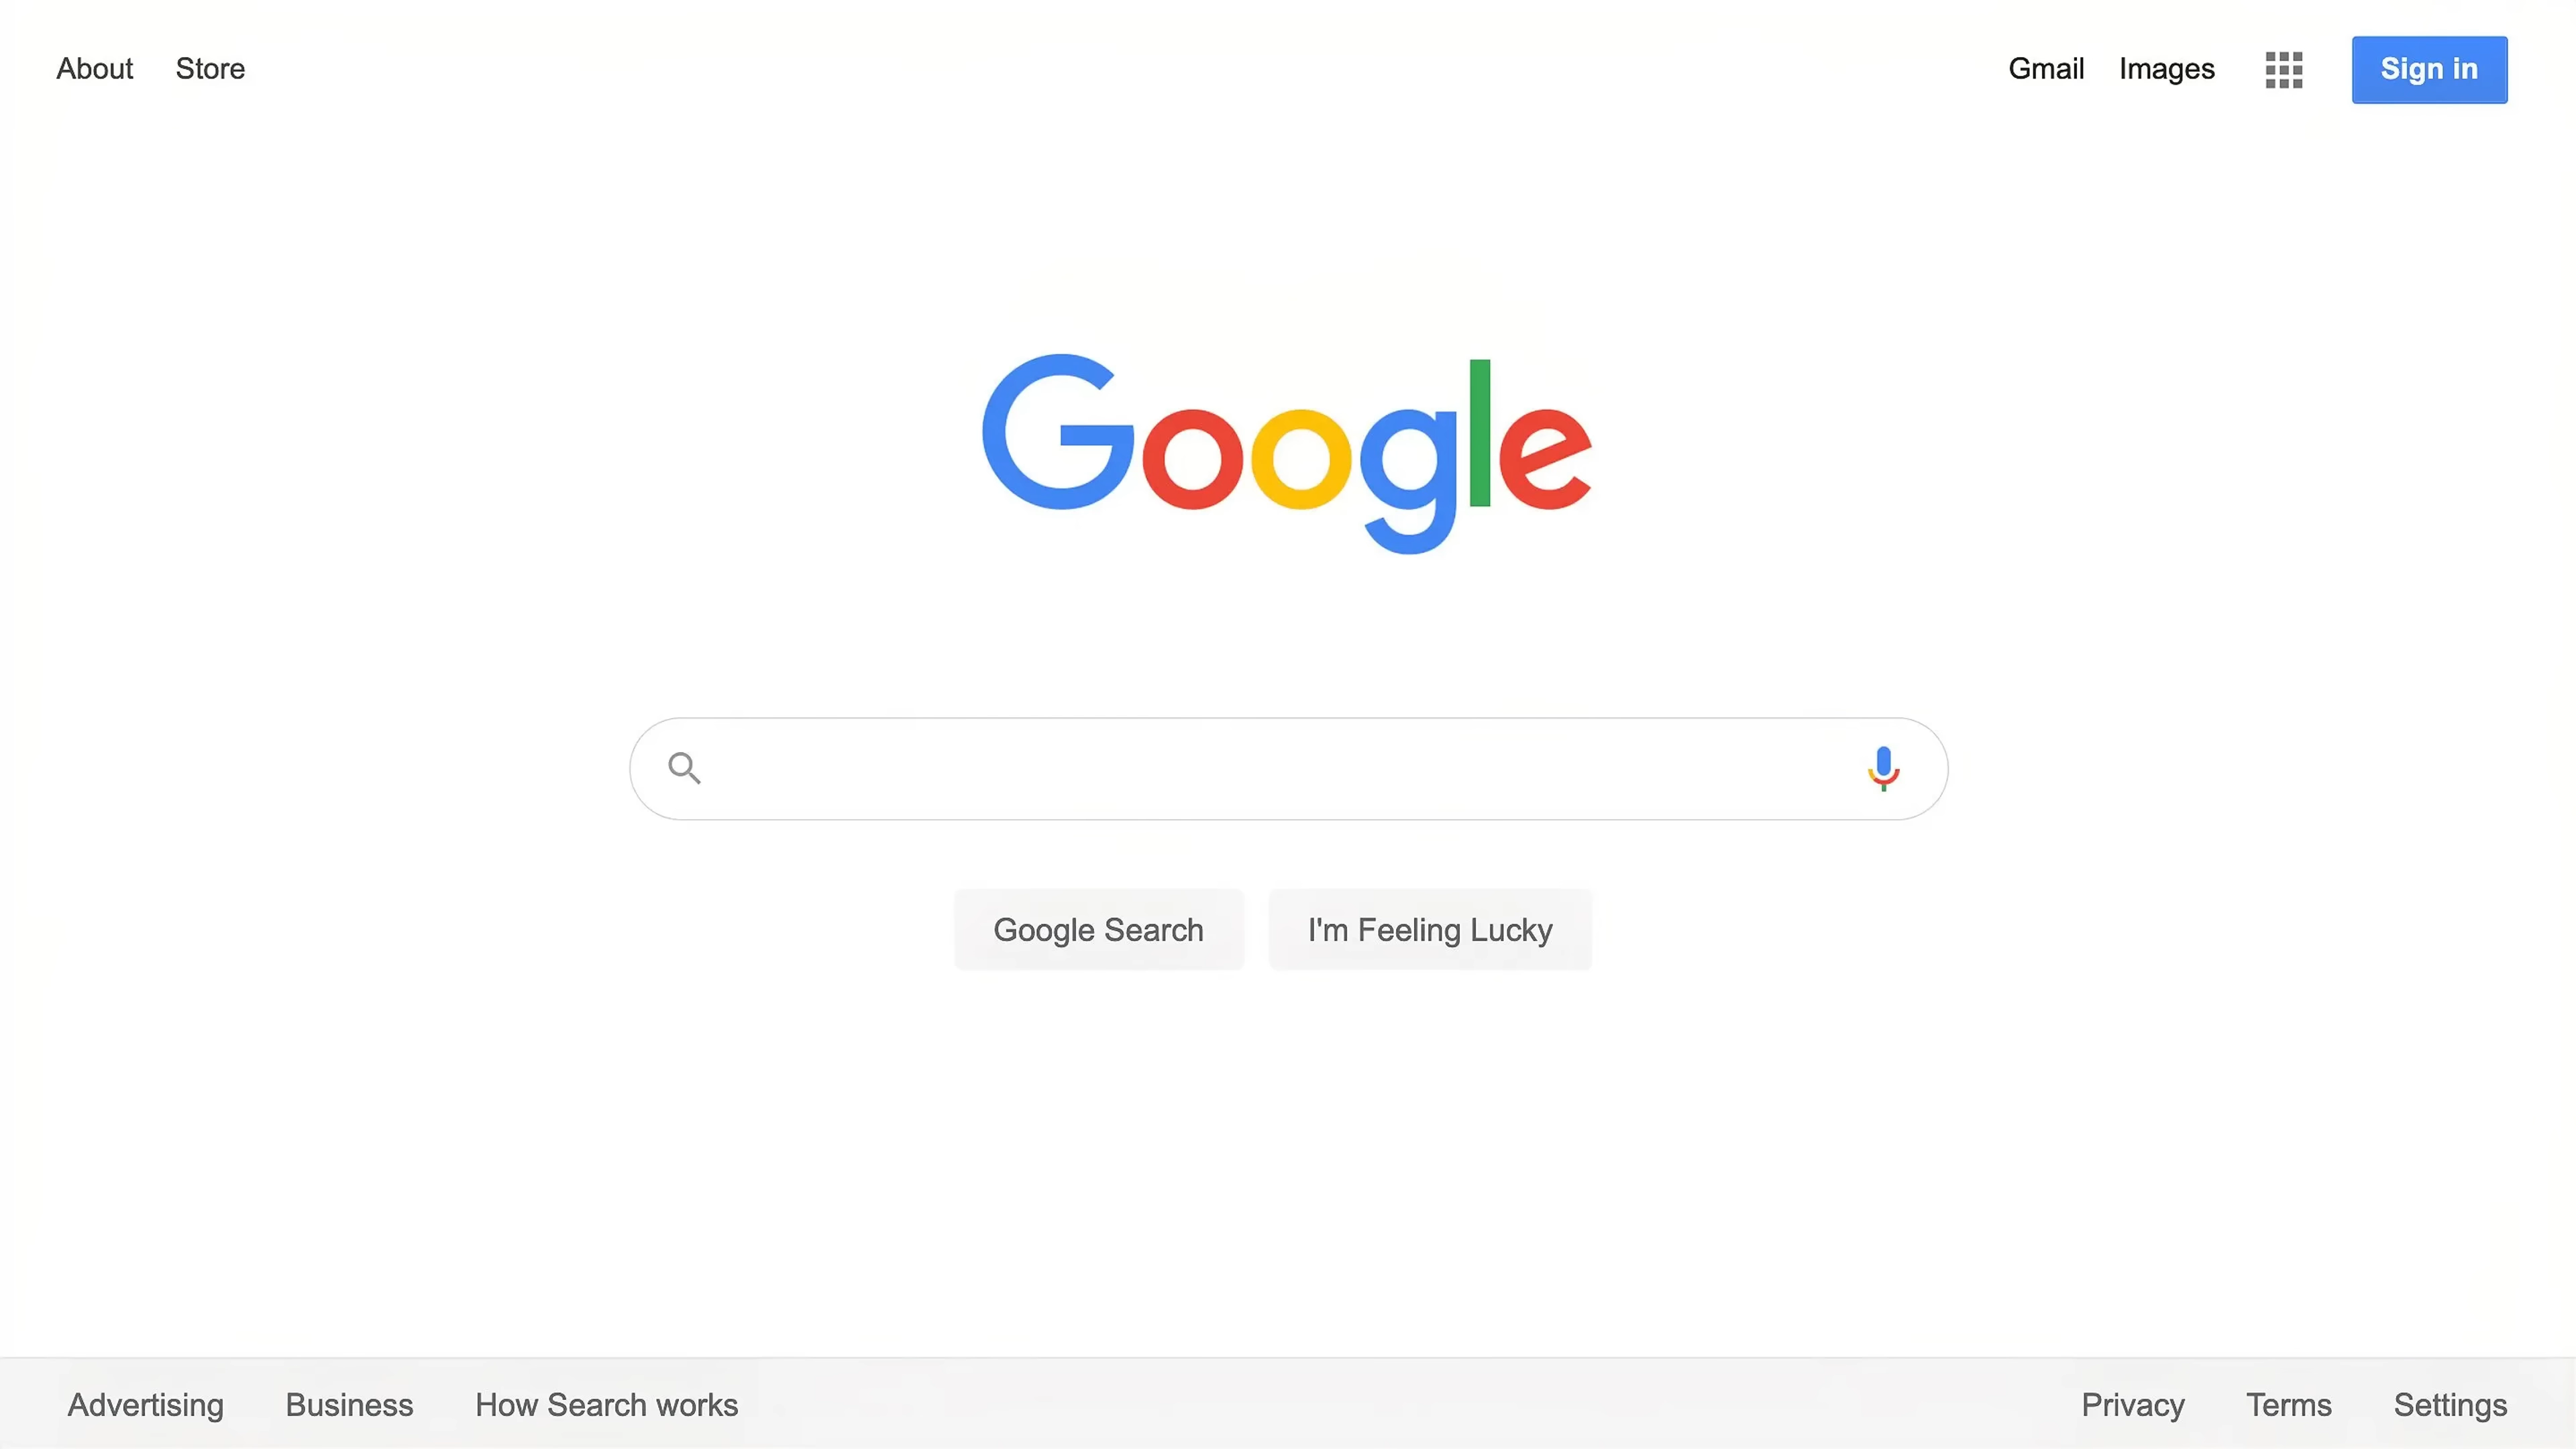 About Store Gmail Images Sign in
Google
Google Search I'm Feeling Lucky
Advertising Business How Search works Privacy Terms Settings